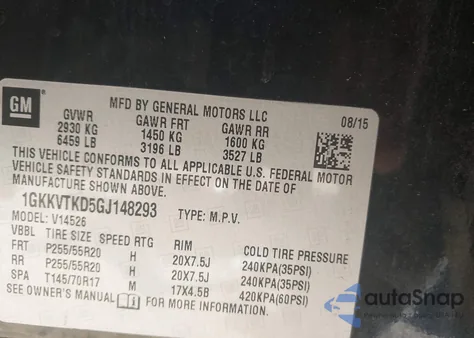 GM
MFD BY GENERAL MOTORS LLC
08/15
GVWR GAWR FRT GAWR RR
2930 KG 1450 KG 1600 KG
6459 LB 3196 LB 3527 LB
THIS VEHICLE CONFORMS TO ALL APPLICABLE U.S. FEDERAL MOTOR
VEHICLE SAFETY STANDARDS IN EFFECT ON THE DATE OF
MANUFACTURE SHOWN ABOVE.
1GKKVTKD5GJ148293 TYPE: M.P.V.
MODEL: V14526
VBBL TIRE SIZE SPEED RTG RIM COLD TIRE PRESSURE
FRT P255/55R20 H 20X7.5J 240KPA(35PSI)
RR P255/55R20 H 20X7.5J 240KPA(35PSI)
SPA T145/70R17 M 17X4.5B 420KPA(60PSI)
SEE OWNER'S MANUAL FOR MORE INFORMATION.
autoSnap